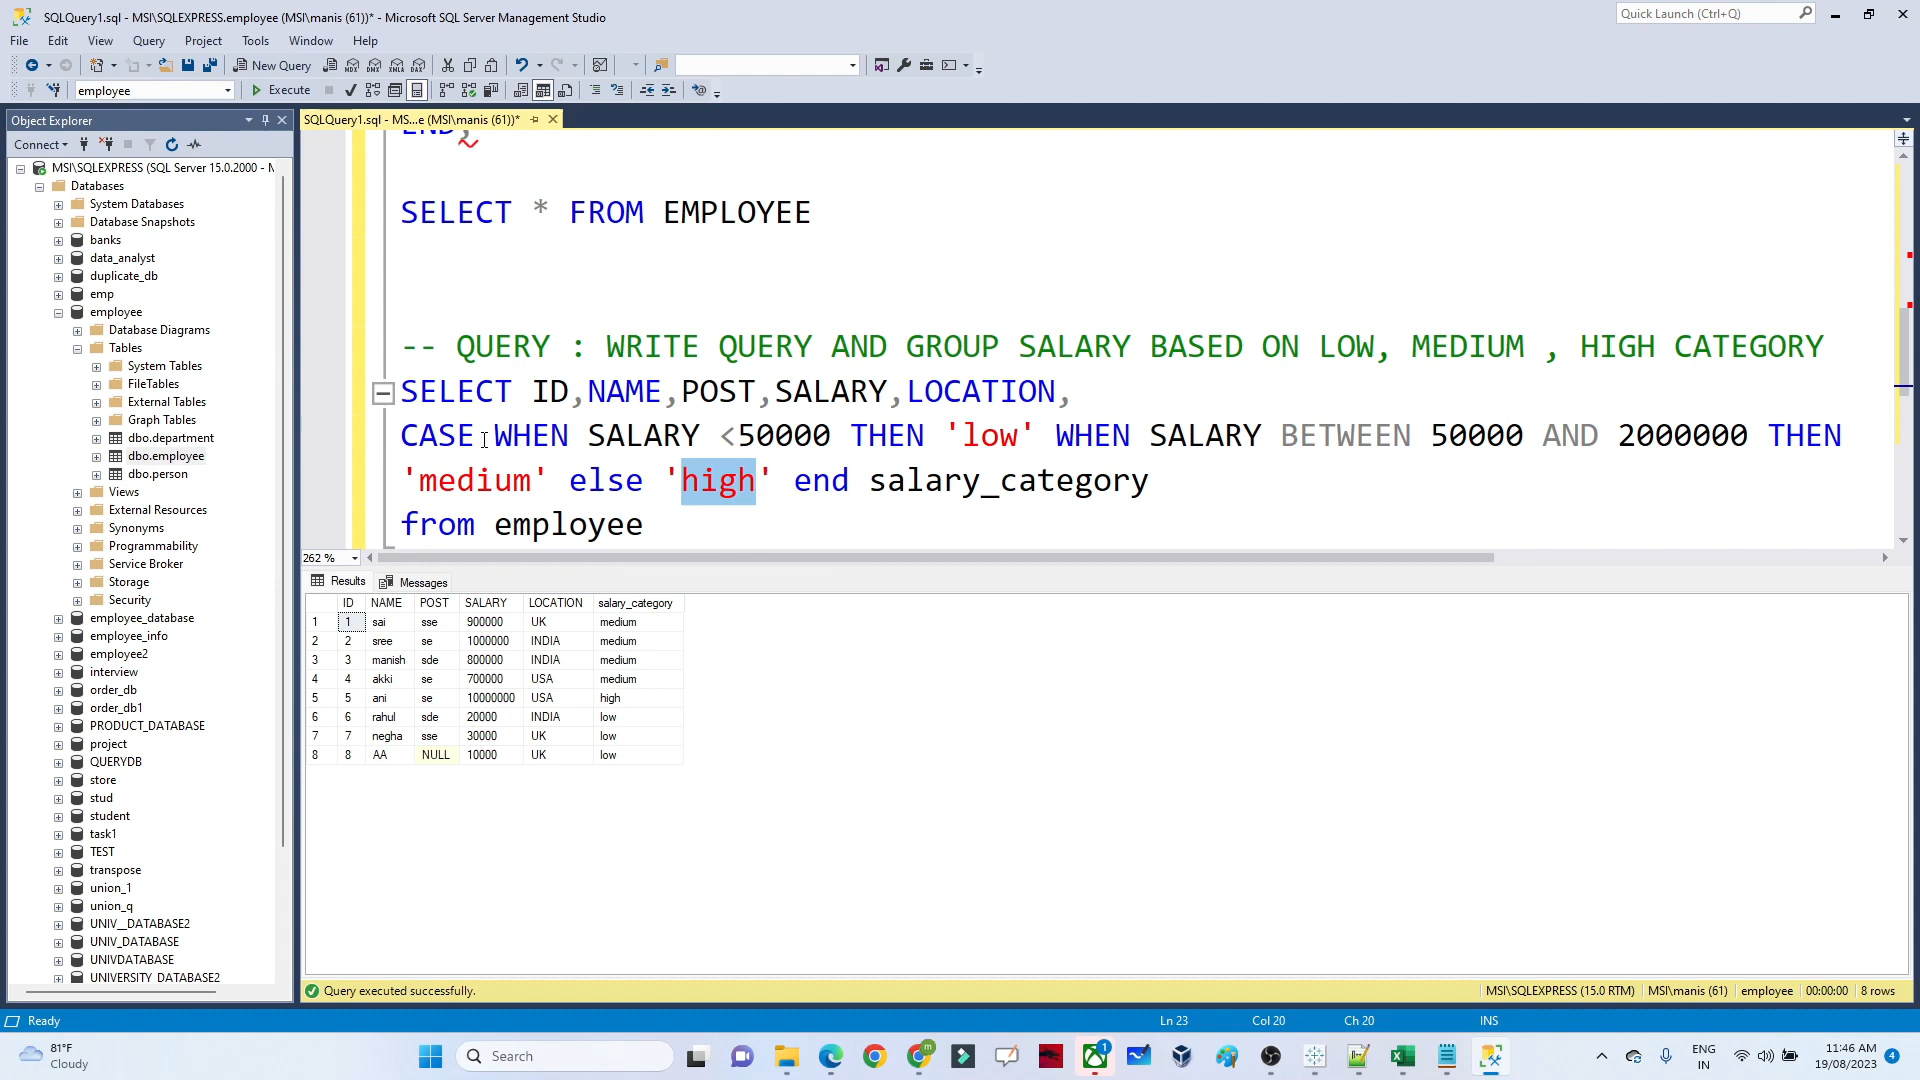 SQLQuery1.sql - MSI\SQLEXPRESS.employee (MSI\manis (61))* - Microsoft SQL Server Management Studio
Quick Launch (Ctrl+Q)
File Edit View Query Project Tools Window Help
New Query
employee
Execute
Object Explorer
SQLQuery1.sql - MS...e (MSI\manis (61))*
Connect
MSI\SQLEXPRESS (SQL Server 15.0.2000 -
Databases
System Databases
Database Snapshots
banks
data_analyst
duplicate_db
emp
employee
Database Diagrams
Tables
System Tables
FileTables
External Tables
Graph Tables
dbo.department
dbo.employee
dbo.person
Views
External Resources
Synonyms
Programmability
Service Broker
Storage
Security
employee_database
employee_info
employee2
interview
order_db
order_db1
PRODUCT_DATABASE
project
QUERYDB
store
stud
student
task1
TEST
transpose
union_1
union_q
UNIV__DATABASE2
UNIV_DATABASE
UNIVDATABASE
UNIVERSITY_DATABASE2
END;
SELECT * FROM EMPLOYEE
-- QUERY : WRITE QUERY AND GROUP SALARY BASED ON LOW, MEDIUM , HIGH CATEGORY
SELECT ID,NAME,POST,SALARY,LOCATION,
CASE WHEN SALARY <50000 THEN 'low' WHEN SALARY BETWEEN 50000 AND 2000000 THEN
'medium' else 'high' end salary_category
from employee
262 %
Results Messages
ID NAME POST SALARY LOCATION salary_category
1 1 sai sse 900000 UK medium
2 2 sree se 1000000 INDIA medium
3 3 manish sde 800000 INDIA medium
4 4 akki se 700000 USA medium
5 5 ani se 10000000 USA high
6 6 rahul sde 20000 INDIA low
7 7 negha sse 30000 UK low
8 8 AA NULL 10000 UK low
Query executed successfully.
MSI\SQLEXPRESS (15.0 RTM) MSI\manis (61) employee 00:00:00 8 rows
Ready
Ln 23 Col 20 Ch 20 INS
81°F
Cloudy
Search
m
1
ENG
IN
11:46 AM
19/08/2023
4